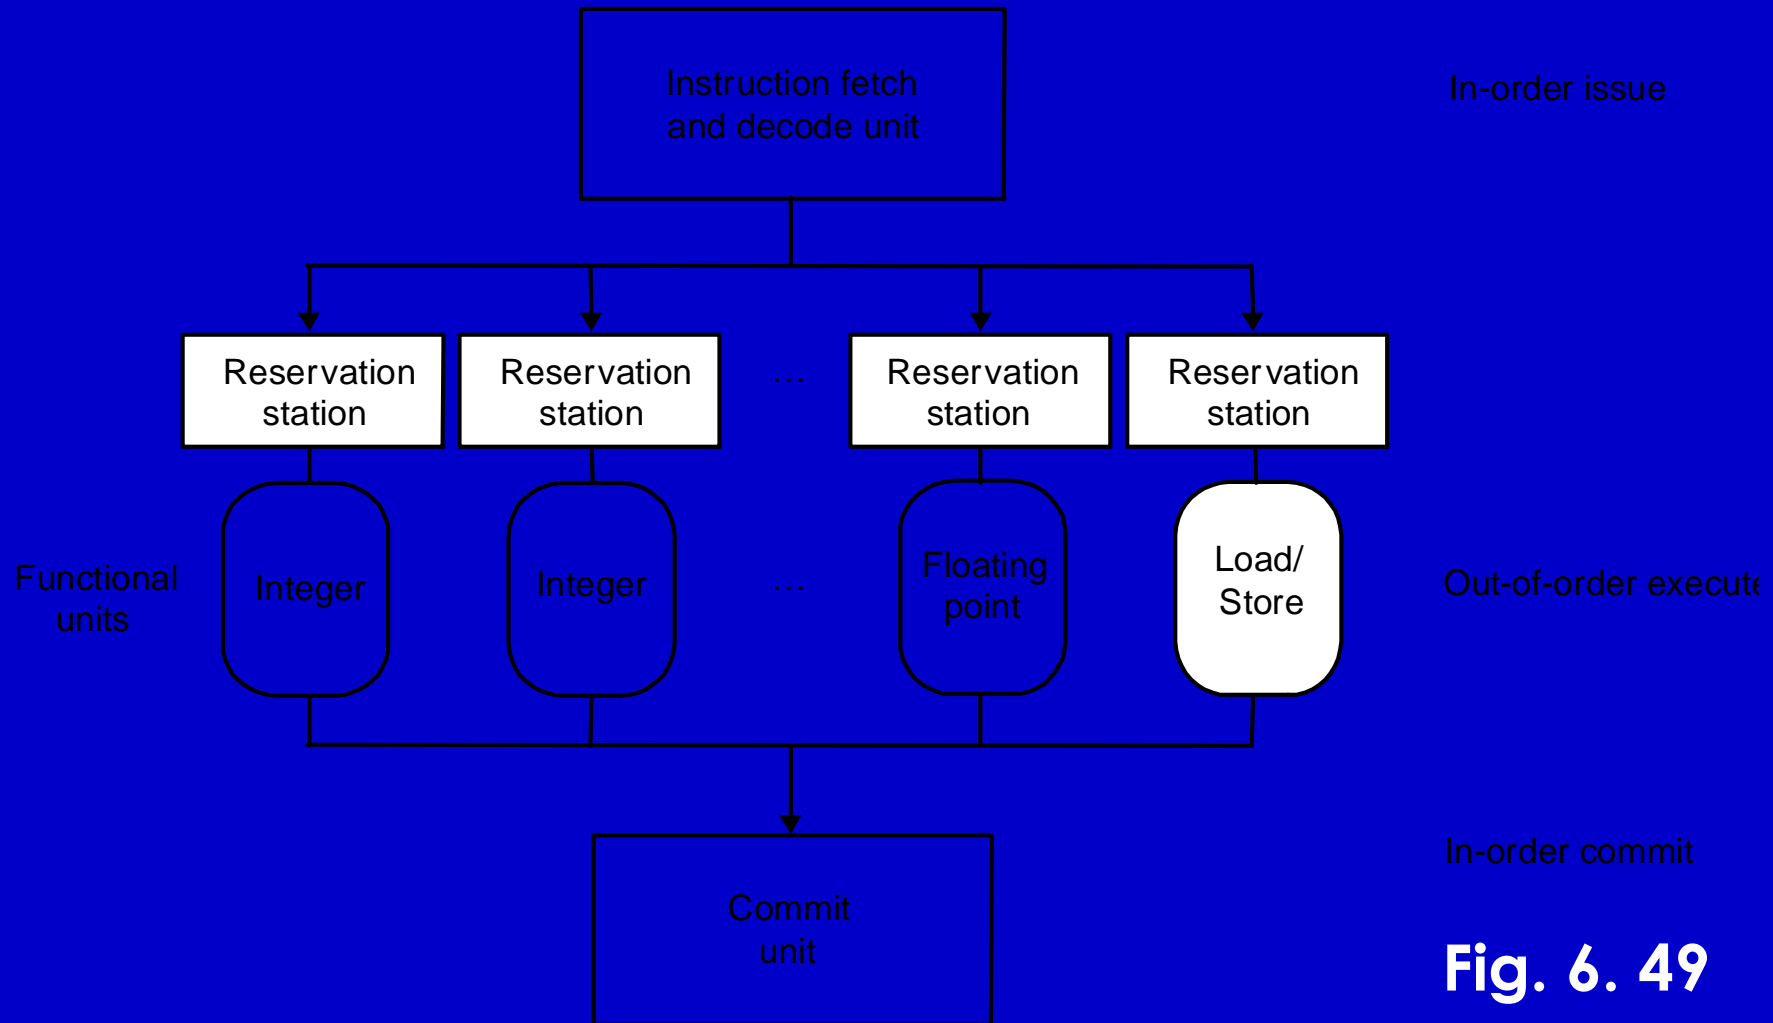 Instruction fetch
and decode unit
In-order issue
Reservation
station
Reservation
station
...
Reservation
station
Reservation
station
Functional
units
Integer
Integer
...
Floating
point
Load/
Store
Out-of-order execute
In-order commit
Commit
unit
Fig. 6. 49